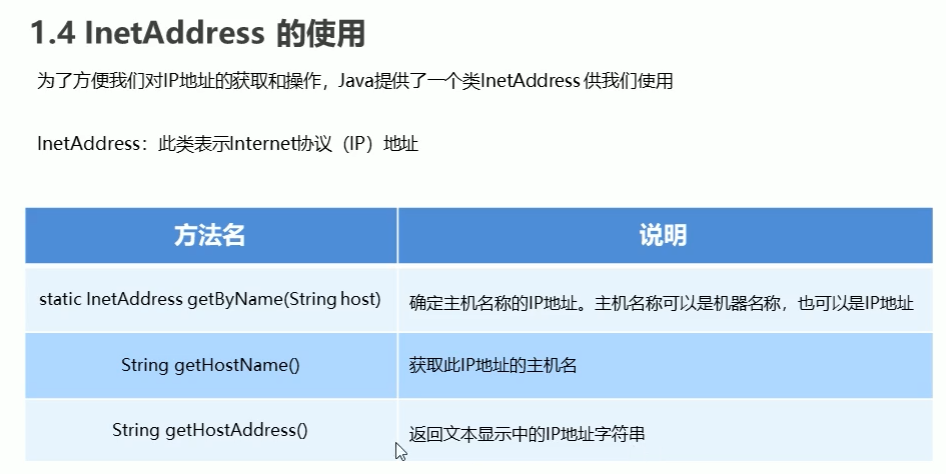 1.4 InetAddress 的使用
为了方便我们对IP地址的获取和操作，Java提供了一个类InetAddress 供我们使用
InetAddress：此类表示Internet协议（IP）地址
方法名 说明
static InetAddress getByName(String host) 确定主机名称的IP地址。主机名称可以是机器名称，也可以是IP地址
String getHostName() 获取此IP地址的主机名
String getHostAddress() 返回文本显示中的IP地址字符串